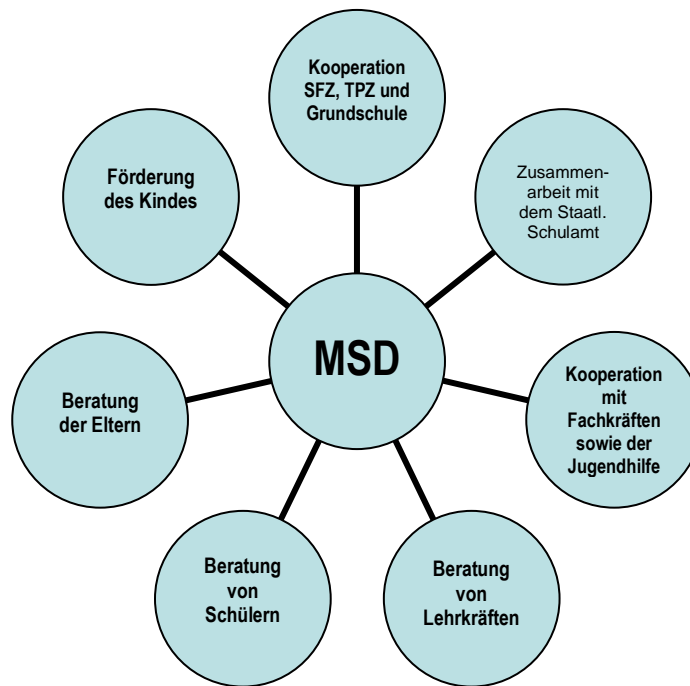 Kooperation
SFZ, TPZ und
Grundschule
Förderung
des Kindes
Zusammen-
arbeit mit
dem Staatl.
Schulamt
MSD
Beratung
der Eltern
Kooperation
mit
Fachkräften
sowie der
Jugendhilfe
Beratung
von
Schülern
Beratung
von
Lehrkräften